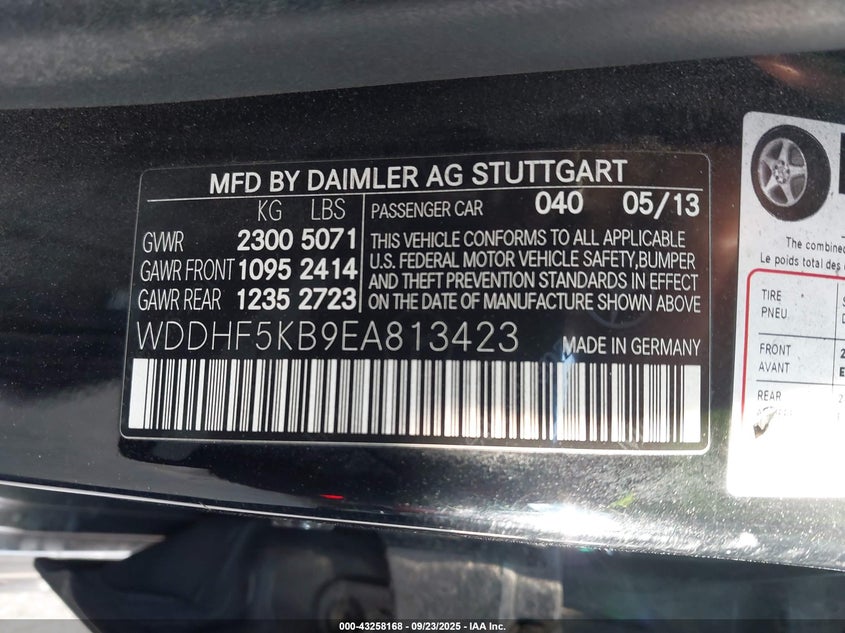 MFD BY DAIMLER AG STUTTGART
KG LBS
GVWR 2300 5071
GAWR FRONT 1095 2414
GAWR REAR 1235 2723
PASSENGER CAR 040 05/13
THIS VEHICLE CONFORMS TO ALL APPLICABLE
U.S. FEDERAL MOTOR VEHICLE SAFETY,BUMPER
AND THEFT PREVENTION STANDARDS IN EFFECT
ON THE DATE OF MANUFACTURE SHOWN ABOVE
WDDHF5KB9EA813423 MADE IN GERMANY
The combined
Le poids total des
TIRE
PNEU
FRONT 2
AVANT E
REAR
000-43258168 - 09/23/2025 - IAA Inc.